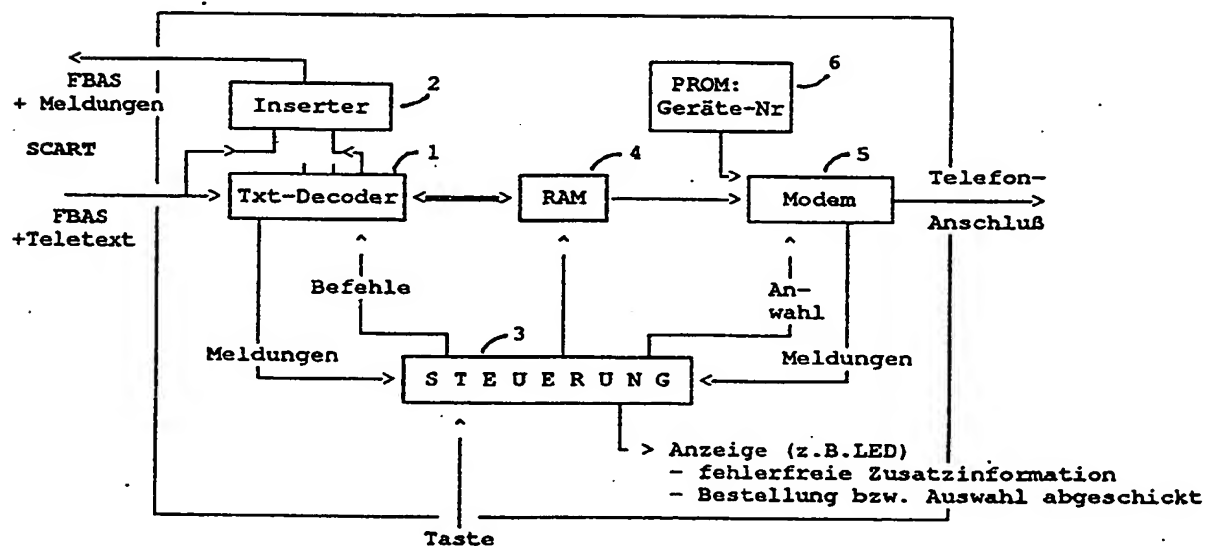 FBAS
+ Meldungen
SCART
FBAS
+Teletext
Inserter
2
Txt-Decoder
1
RAM
4
PROM:
Geräte-Nr
6
Modem
5
Telefon-
Anschluß
Befehle
An-
wahl
Meldungen
Meldungen
3
S T E U E R U N G
Anzeige (z.B.LED)
- fehlerfreie Zusatzinformation
- Bestellung bzw. Auswahl abgeschickt
Taste